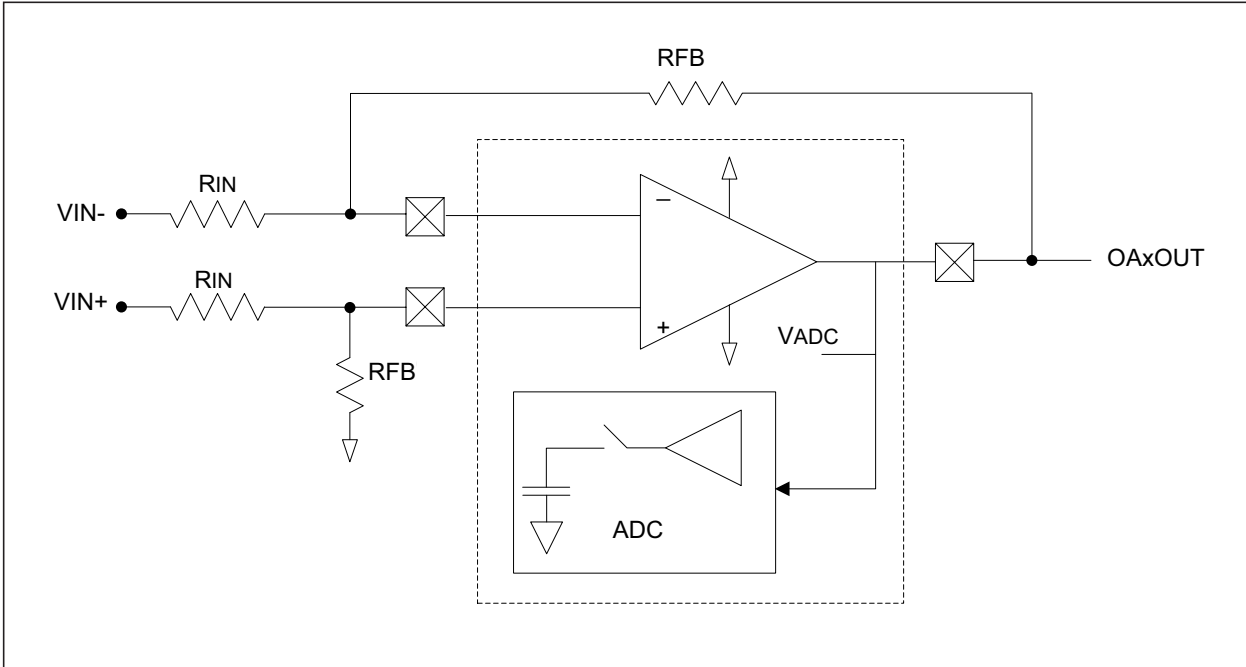 RFB
RIN
VIN-
–
OAxOUT
RIN
VIN+
+
VADC
RFB
ADC